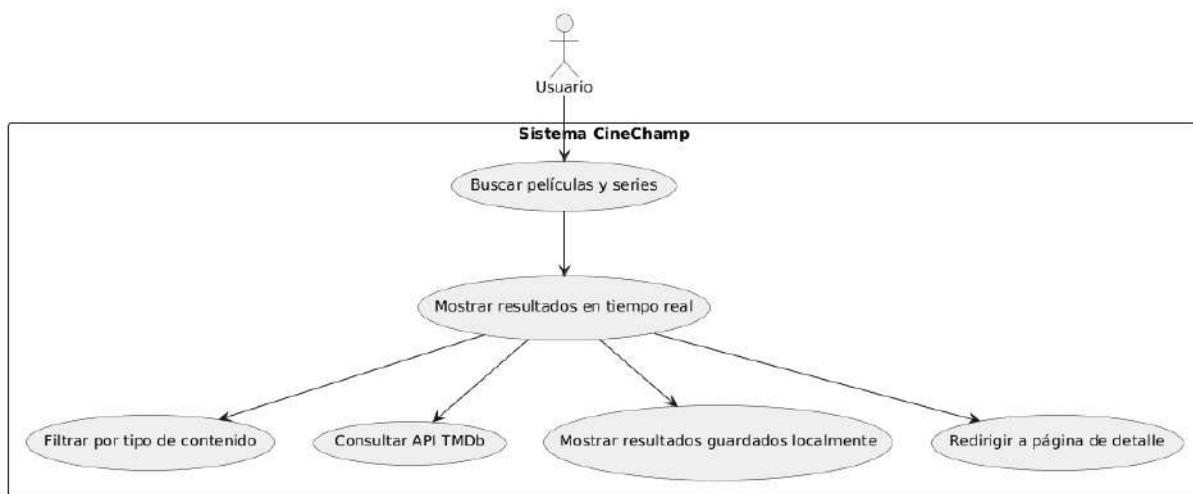 Usuario
Sistema CineChamp
Buscar películas y series
Mostrar resultados en tiempo real
Filtrar por tipo de contenido
Consultar API TMDb
Mostrar resultados guardados localmente
Redirigir a página de detalle